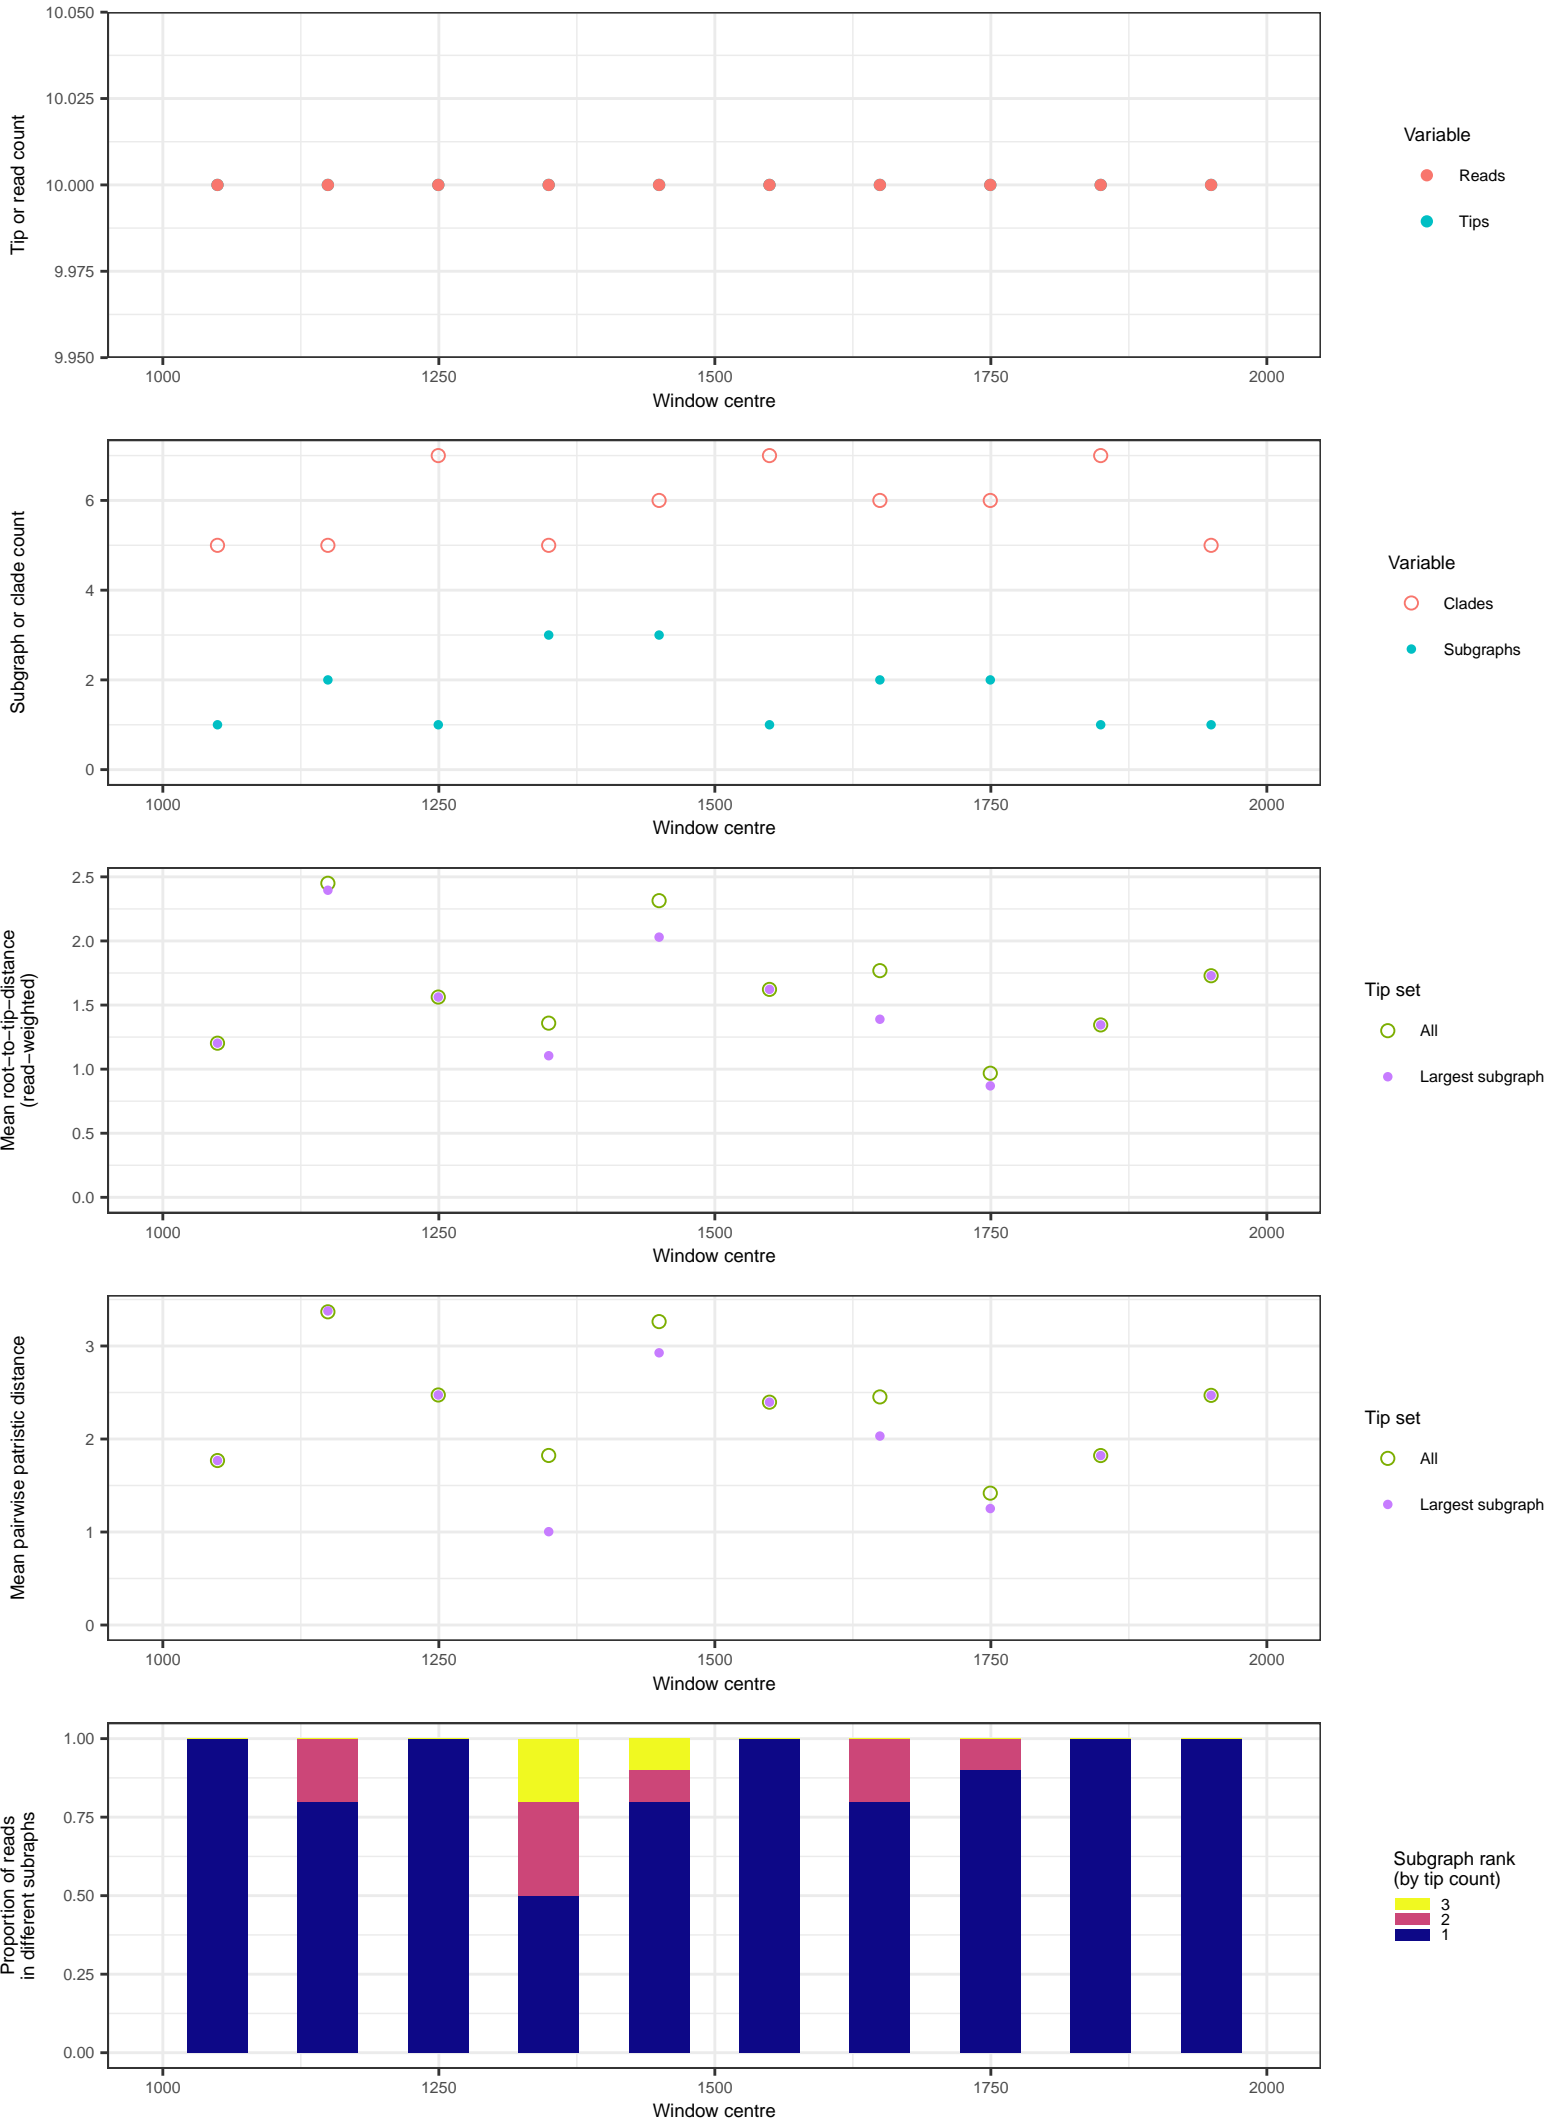 10.050
10.025
10.000
9.975
9.950
Tip or read count
1000 1250 1500 1750 2000
Window centre
Variable
Reads
Tips
6
4
2
0
Subgraph or clade count
1000 1250 1500 1750 2000
Window centre
Variable
Clades
Subgraphs
2.5
2.0
1.5
1.0
0.5
0.0
Mean root−to−tip−distance
(read−weighted)
1000 1250 1500 1750 2000
Window centre
Tip set
All
Largest subgraph
3
2
1
0
Mean pairwise patristic distance
1000 1250 1500 1750 2000
Window centre
Tip set
All
Largest subgraph
1.00
0.75
0.50
0.25
0.00
Proportion of reads
in different subraphs
1000 1250 1500 1750 2000
Window centre
Subgraph rank
(by tip count)
3
2
1